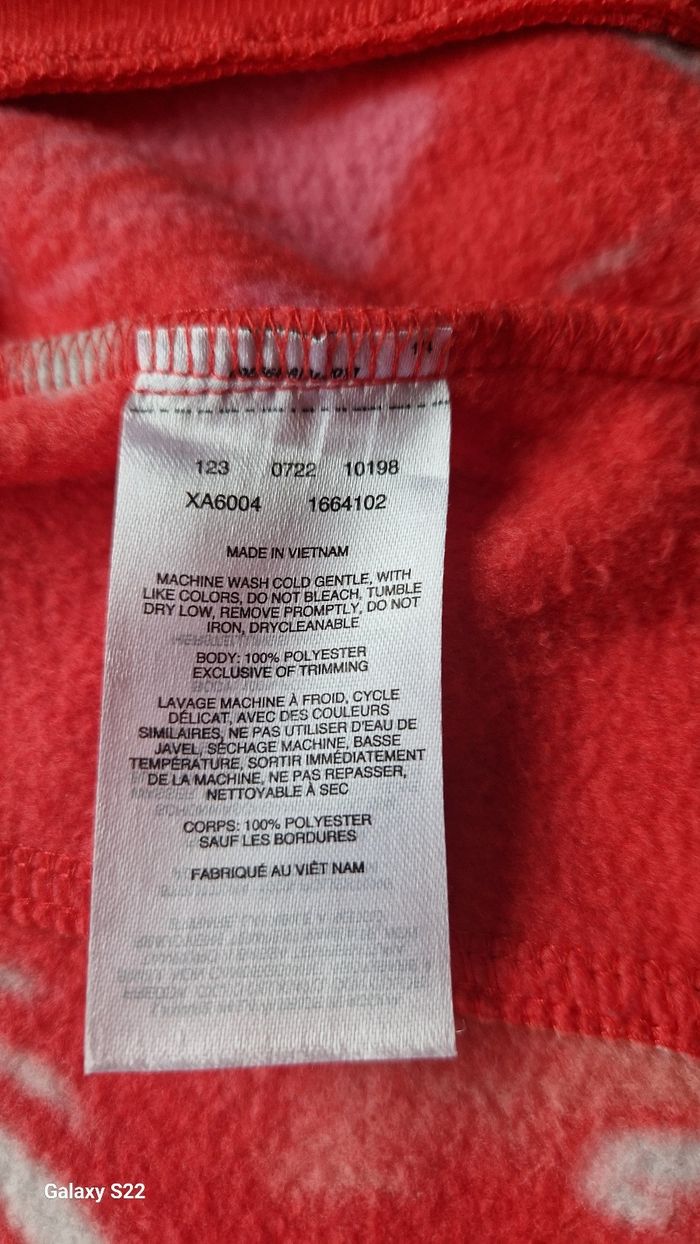 123 0722 10198
XA6004 1664102
MADE IN VIETNAM
MACHINE WASH COLD GENTLE, WITH
LIKE COLORS, DO NOT BLEACH, TUMBLE
DRY LOW, REMOVE PROMPTLY, DO NOT
IRON, DRYCLEANABLE
BODY: 100% POLYESTER
EXCLUSIVE OF TRIMMING
LAVAGE MACHINE À FROID, CYCLE
DÉLICAT, AVEC DES COULEURS
SIMILAIRES, NE PAS UTILISER D'EAU DE
JAVEL, SÉCHAGE MACHINE, BASSE
TEMPÉRATURE, SORTIR IMMÉDIATEMENT
DE LA MACHINE, NE PAS REPASSER,
NETTOYABLE À SEC
CORPS: 100% POLYESTER
SAUF LES BORDURES
FABRIQUÉ AU VIÊT NAM
Galaxy S22